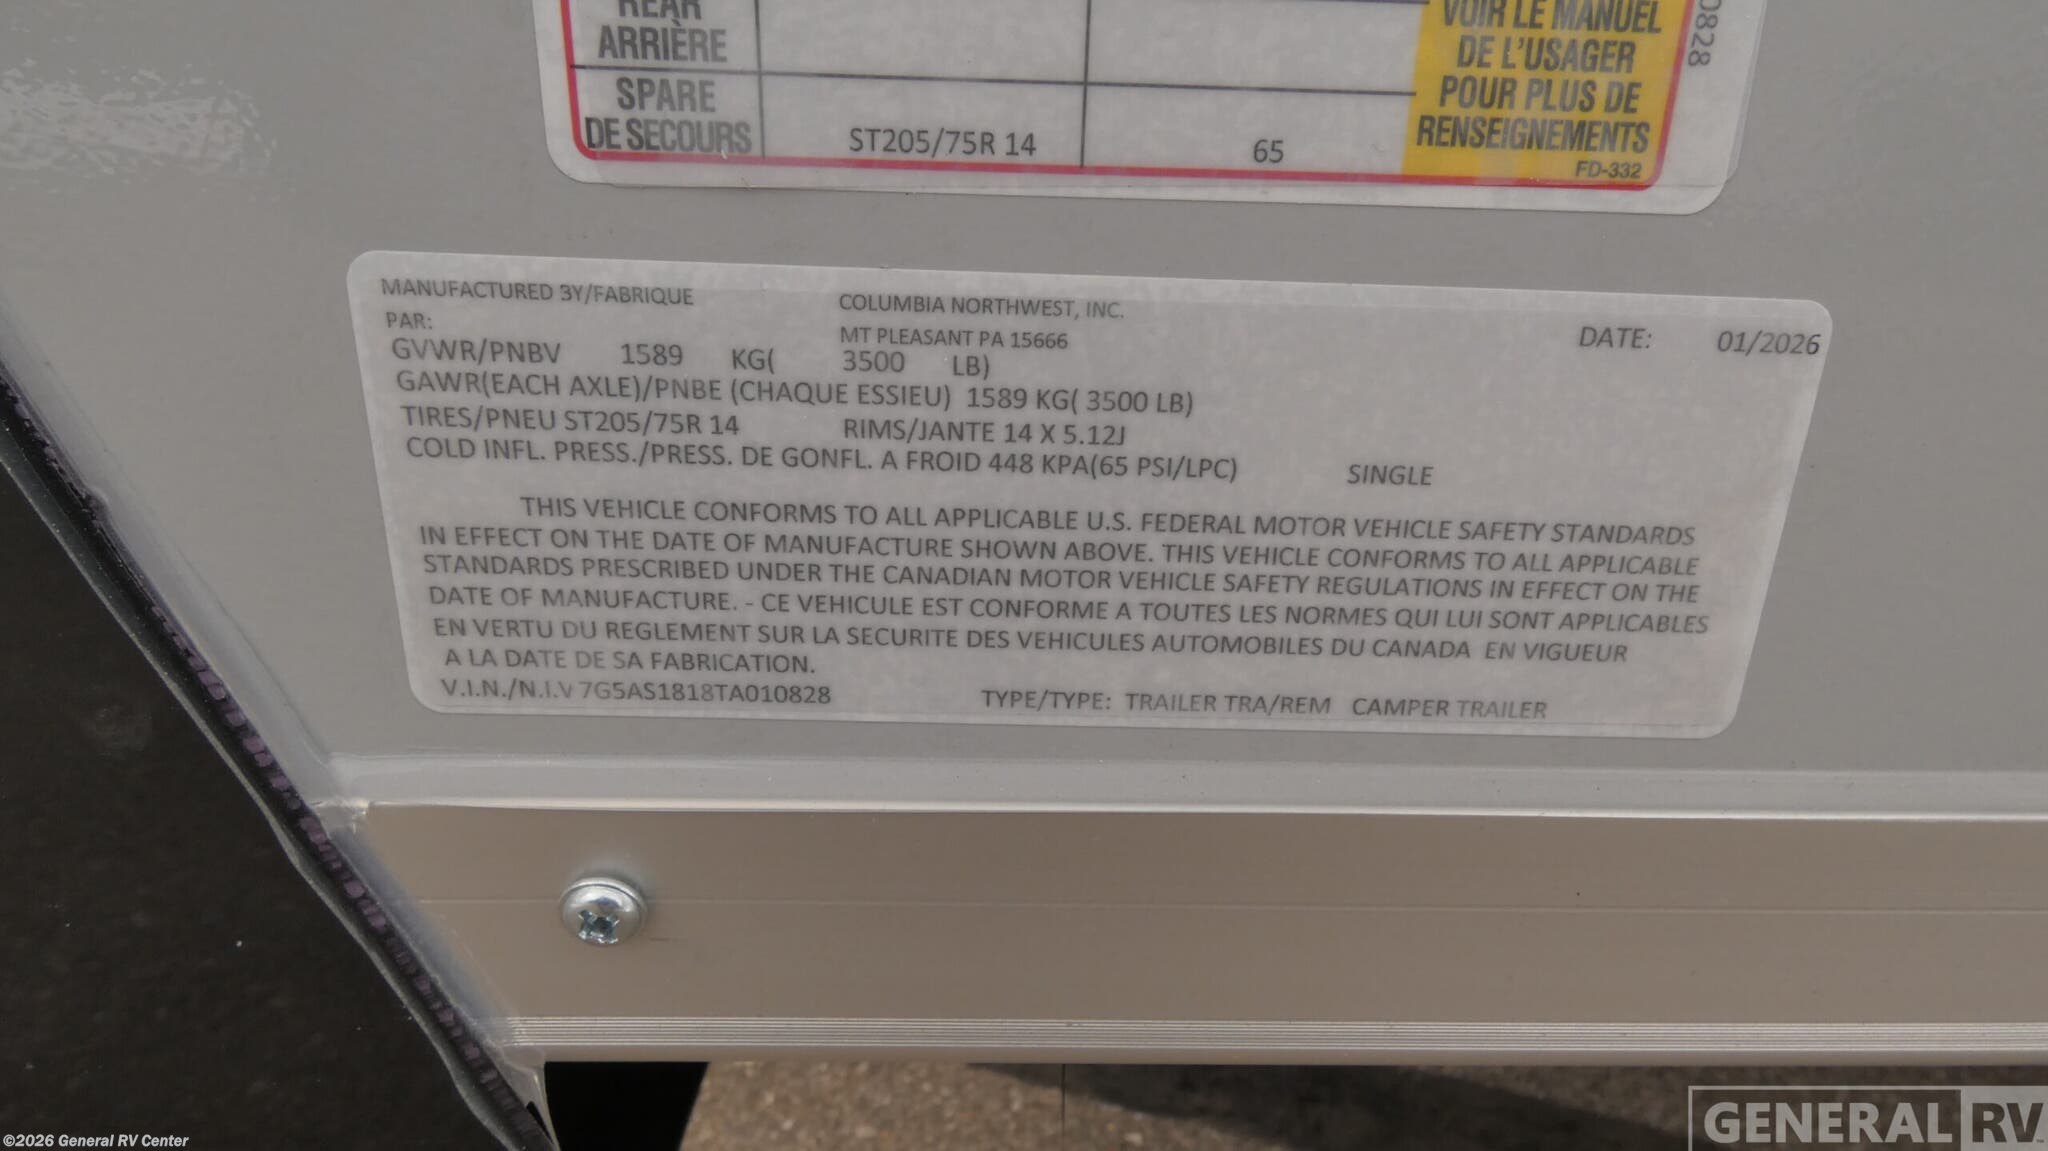 REAR
ARRIÈRE
SPARE
DE SECOURS
ST205/75R 14
65
VOIR LE MANUEL
DE L'USAGER
POUR PLUS DE
RENSEIGNEMENTS
FD-332
0828
MANUFACTURED BY/FABRIQUE
PAR:
COLUMBIA NORTHWEST, INC.
MT PLEASANT PA 15666
DATE: 01/2026
GVWR/PNBV 1589 KG( 3500 LB)
GAWR(EACH AXLE)/PNBE (CHAQUE ESSIEU) 1589 KG( 3500 LB)
TIRES/PNEU ST205/75R 14 RIMS/JANTE 14 X 5.12J
COLD INFL. PRESS./PRESS. DE GONFL. A FROID 448 KPA(65 PSI/LPC) SINGLE
THIS VEHICLE CONFORMS TO ALL APPLICABLE U.S. FEDERAL MOTOR VEHICLE SAFETY STANDARDS
IN EFFECT ON THE DATE OF MANUFACTURE SHOWN ABOVE. THIS VEHICLE CONFORMS TO ALL APPLICABLE
STANDARDS PRESCRIBED UNDER THE CANADIAN MOTOR VEHICLE SAFETY REGULATIONS IN EFFECT ON THE
DATE OF MANUFACTURE. - CE VEHICULE EST CONFORME A TOUTES LES NORMES QUI LUI SONT APPLICABLES
EN VERTU DU REGLEMENT SUR LA SECURITE DES VEHICULES AUTOMOBILES DU CANADA EN VIGUEUR
A LA DATE DE SA FABRICATION.
V.I.N./N.I.V 7G5AS1818TA010828 TYPE/TYPE: TRAILER TRA/REM CAMPER TRAILER
©2026 General RV Center
GENERAL RV